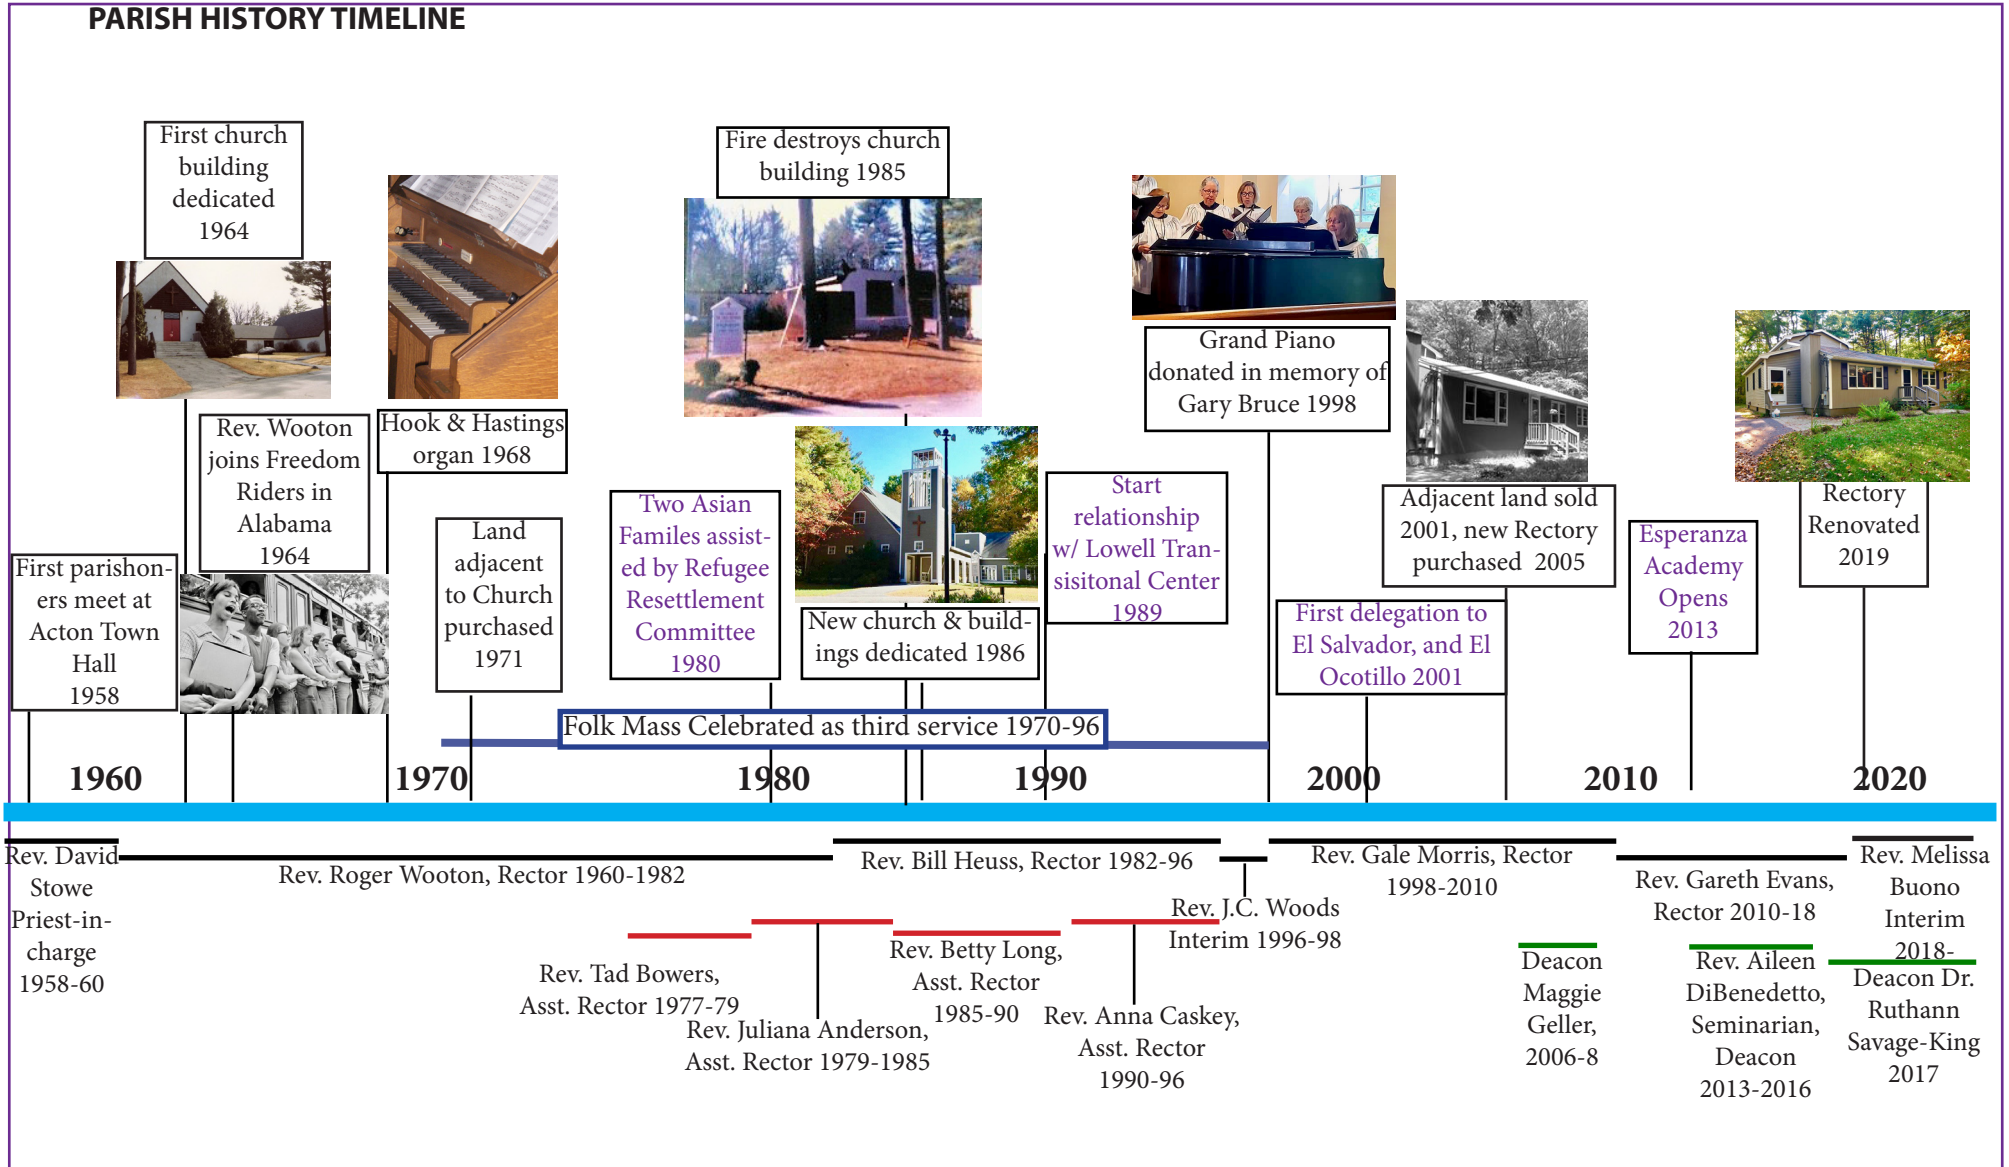 PARISH HISTORY TIMELINE
First church
building
dedicated
1964
Fire destroys church
building 1985
Grand Piano
donated in memory of
Gary Bruce 1998
Rev. Wooton
joins Freedom
Riders in
Alabama
1964
Hook & Hastings
organ 1968
Land
adjacent
to Church
purchased
1971
Two Asian
Familes assist-
ed by Refugee
Resettlement
Committee
1980
New church & build-
ings dedicated 1986
Start
relationship
w/ Lowell Tran-
sisitonal Center
1989
Adjacent land sold
2001, new Rectory
purchased 2005
Rectory
Renovated
2019
Esperanza
Academy
Opens
2013
First parishon-
ers meet at
Acton Town
Hall
1958
First delegation to
El Salvador, and El
Ocotillo 2001
Folk Mass Celebrated as third service 1970-96
1960 1970 1980 1990 2000 2010 2020
Rev. David
Stowe
Priest-in-
charge
1958-60
Rev. Roger Wooton, Rector 1960-1982
Rev. Bill Heuss, Rector 1982-96
Rev. J.C. Woods
Interim 1996-98
Rev. Gale Morris, Rector
1998-2010
Rev. Gareth Evans,
Rector 2010-18
Rev. Melissa
Buono
Interim
2018-
Rev. Tad Bowers,
Asst. Rector 1977-79
Rev. Juliana Anderson,
Asst. Rector 1979-1985
Rev. Betty Long,
Asst. Rector
1985-90
Rev. Anna Caskey,
Asst. Rector
1990-96
Deacon
Maggie
Geller,
2006-8
Rev. Aileen
DiBenedetto,
Seminarian,
Deacon
2013-2016
Deacon Dr.
Ruthann
Savage-King
2017